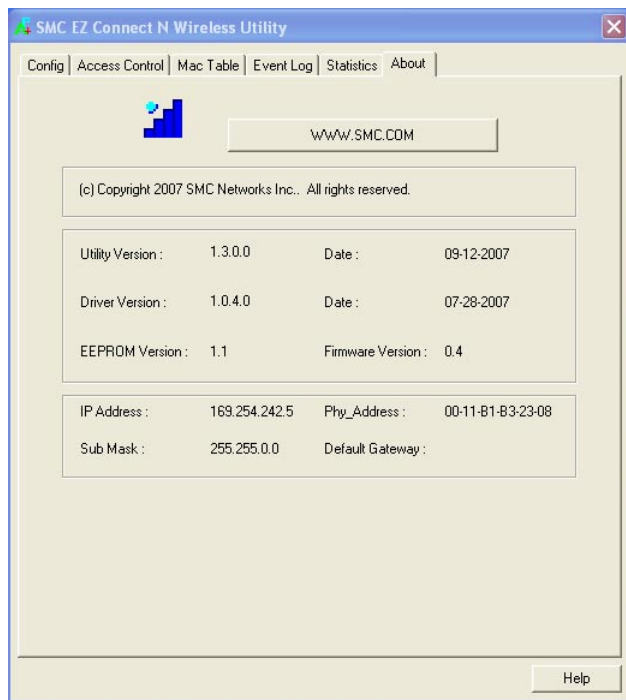 SMC EZ Connect N Wireless Utility
Config Access Control Mac Table Event Log Statistics About
WWW.SMC.COM
(c) Copyright 2007 SMC Networks Inc.. All rights reserved.
Utility Version : 1.3.0.0 Date : 09-12-2007
Driver Version : 1.0.4.0 Date : 07-28-2007
EEPROM Version : 1.1 Firmware Version : 0.4
IP Address : 169.254.242.5 Phy_Address : 00-11-B1-B3-23-08
Sub Mask : 255.255.0.0 Default Gateway :
Help